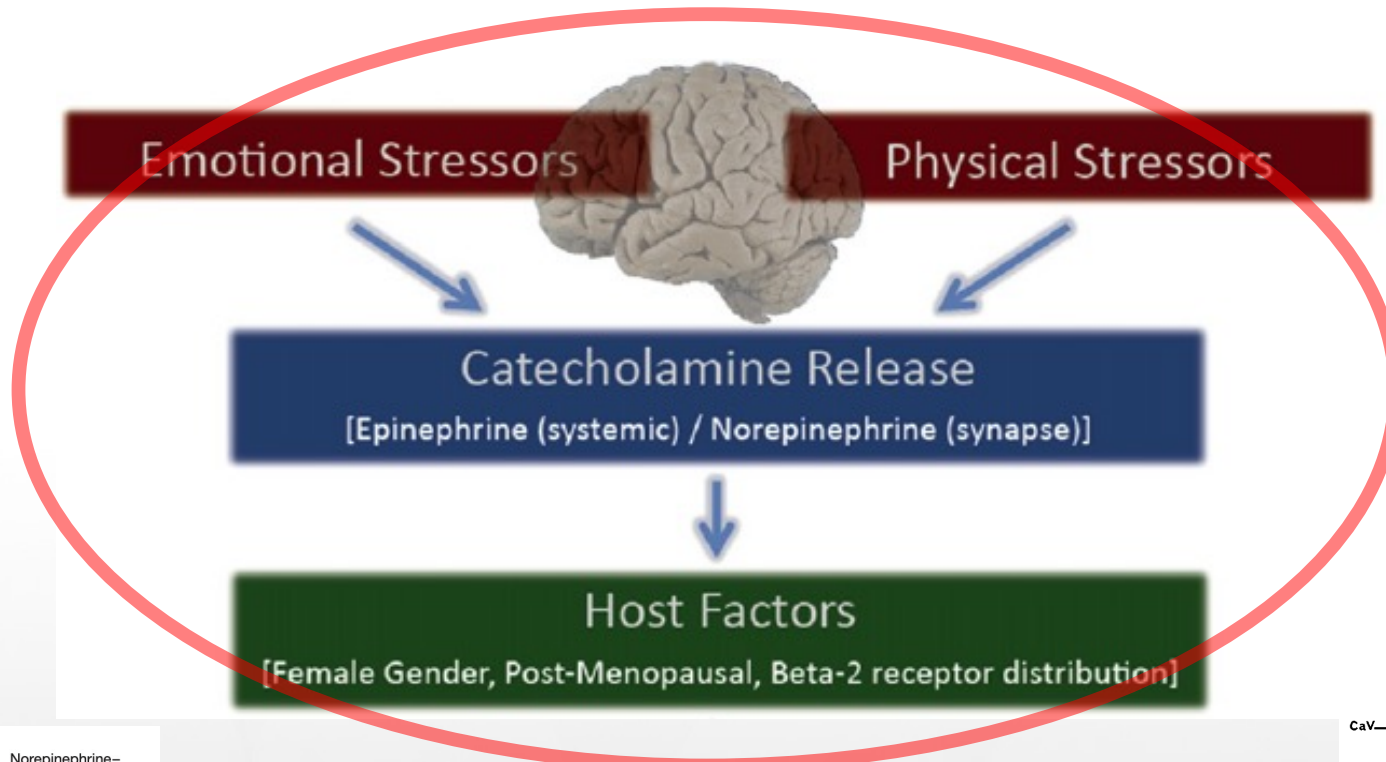 Emotional Stressors
Physical Stressors
Catecholamine Release
[Epinephrine (systemic) / Norepinephrine (synapse)]
Host Factors
[Female Gender, Post-Menopausal, Beta-2 receptor distribution]
CaV—
Norepinephrine–